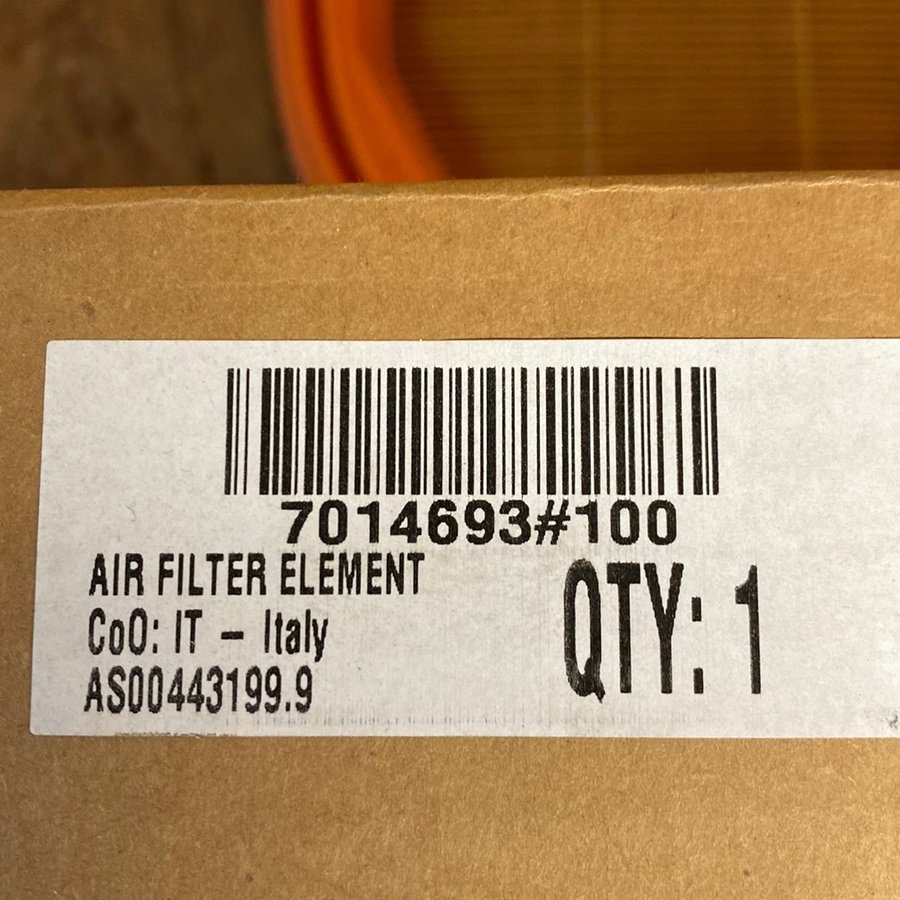 7014693#100
AIR FILTER ELEMENT
CoO: IT - Italy
QTY: 1
AS00443199.9